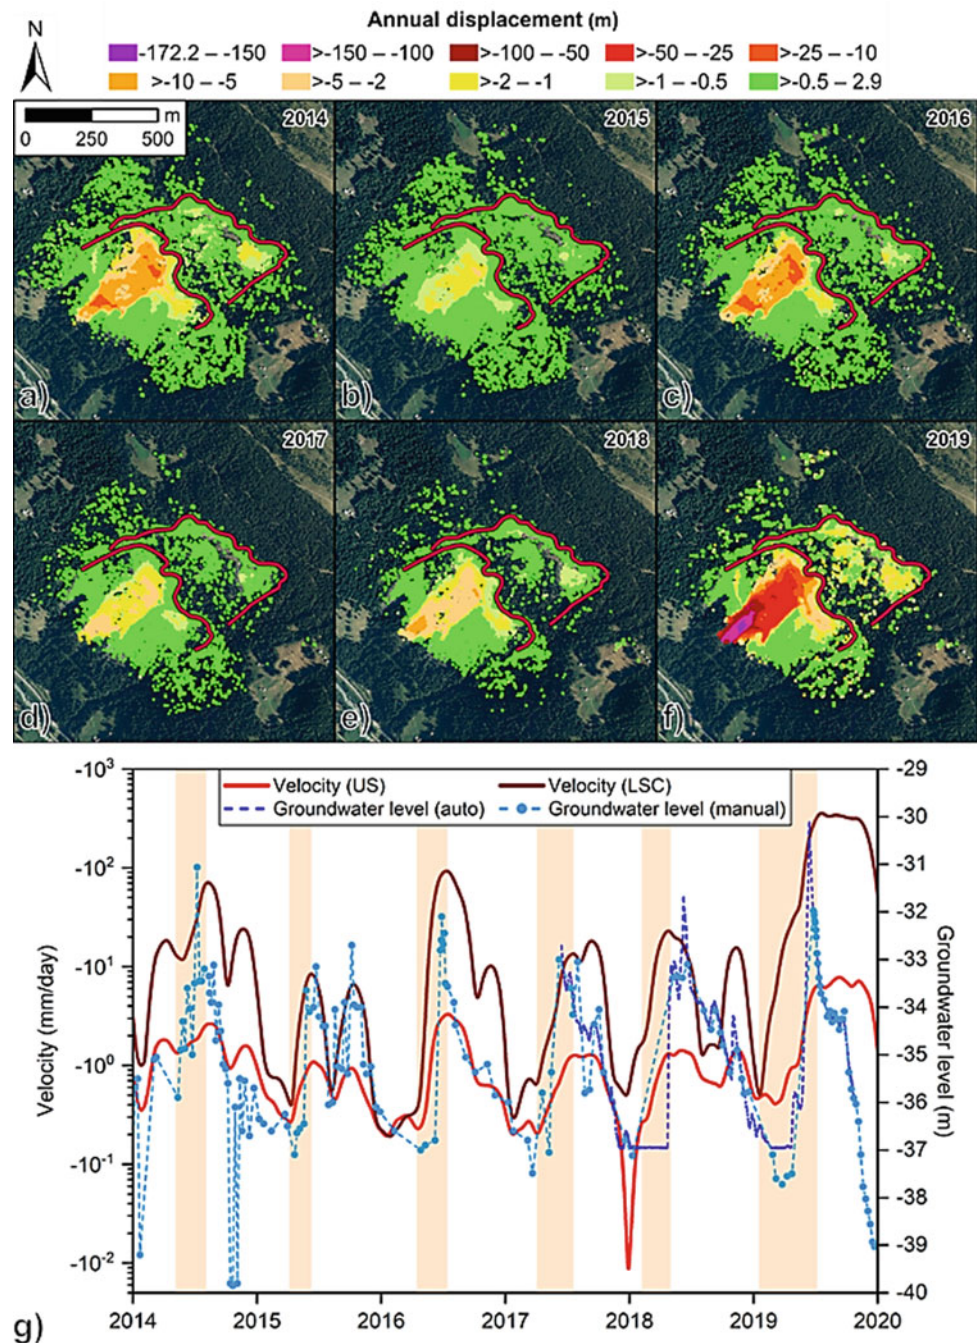 N
Annual displacement (m)
-172.2 – -150 >-150 – -100 >-100 – -50 >-50 – -25 >-25 – -10
>-10 – -5 >-5 – -2 >-2 – -1 >-1 – -0.5 >-0.5 – 2.9
0 250 500 m
2014 2015 2016
a) b) c)
2017 2018 2019
d) e) f)
Velocity (US) Velocity (LSC)
Groundwater level (auto) Groundwater level (manual)
Velocity (mm/day)
-10³
-10²
-10¹
-10⁰
-10⁻¹
-10⁻²
Groundwater level (m)
-29
-30
-31
-32
-33
-34
-35
-36
-37
-38
-39
-40
2014 2015 2016 2017 2018 2019 2020
g)